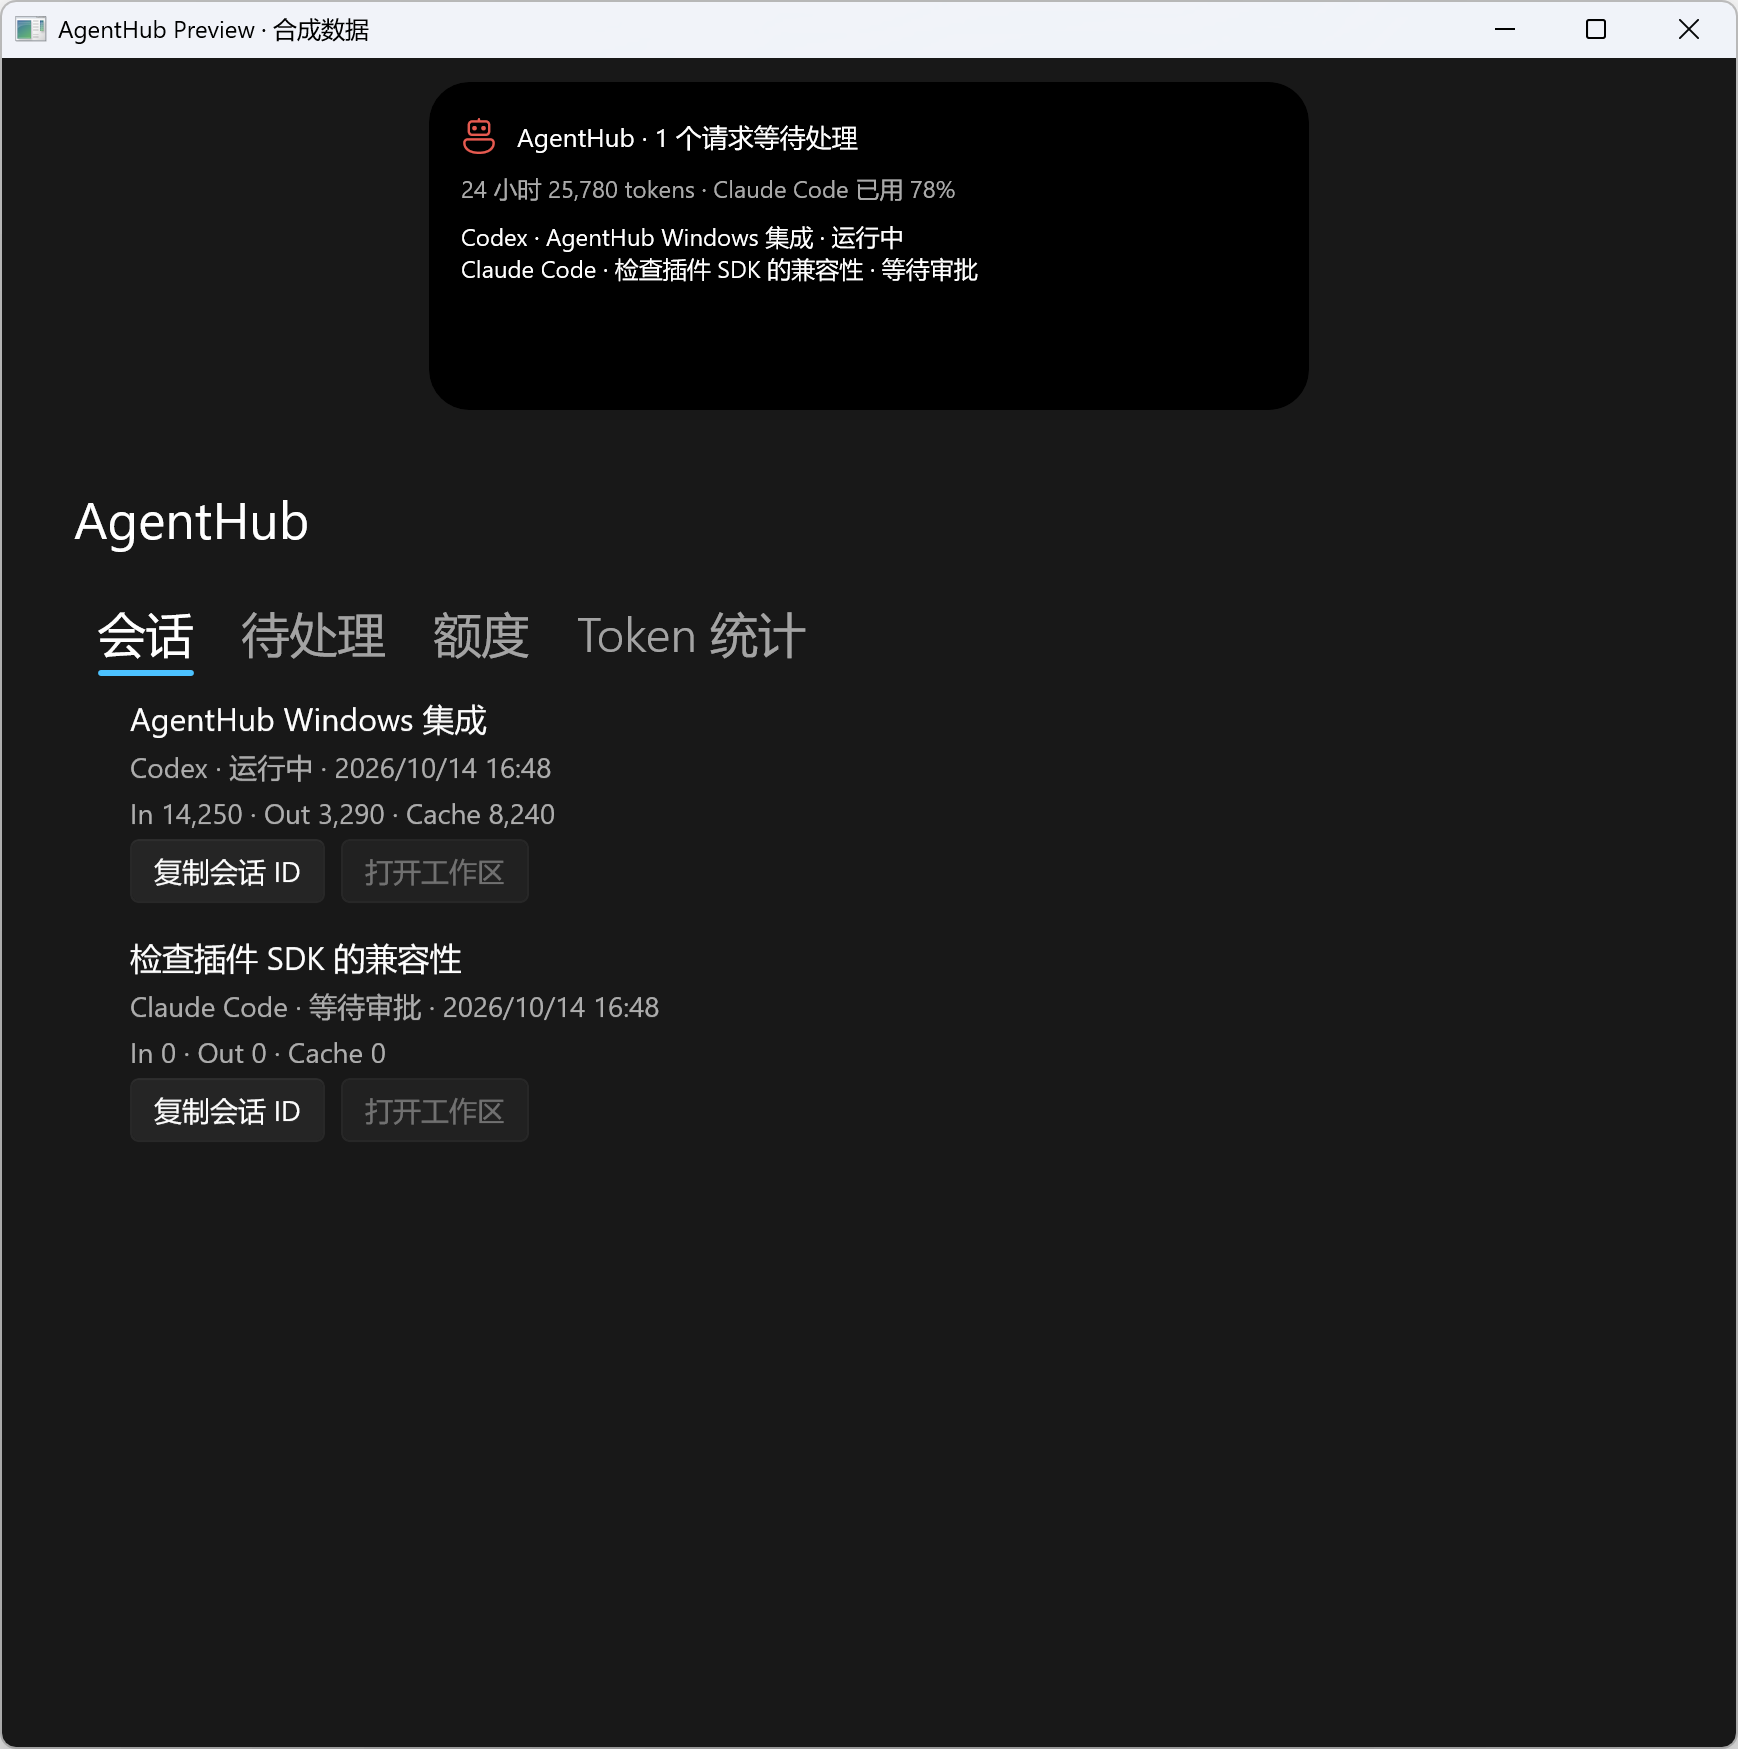 AgentHub Preview · 合成数据
AgentHub · 1 个请求等待处理
24 小时 25,780 tokens · Claude Code 已用 78%
Codex · AgentHub Windows 集成 · 运行中
Claude Code · 检查插件 SDK 的兼容性 · 等待审批
AgentHub
会话 待处理 额度 Token 统计
AgentHub Windows 集成
Codex · 运行中 · 2026/10/14 16:48
In 14,250 · Out 3,290 · Cache 8,240
复制会话 ID 打开工作区
检查插件 SDK 的兼容性
Claude Code · 等待审批 · 2026/10/14 16:48
In 0 · Out 0 · Cache 0
复制会话 ID 打开工作区